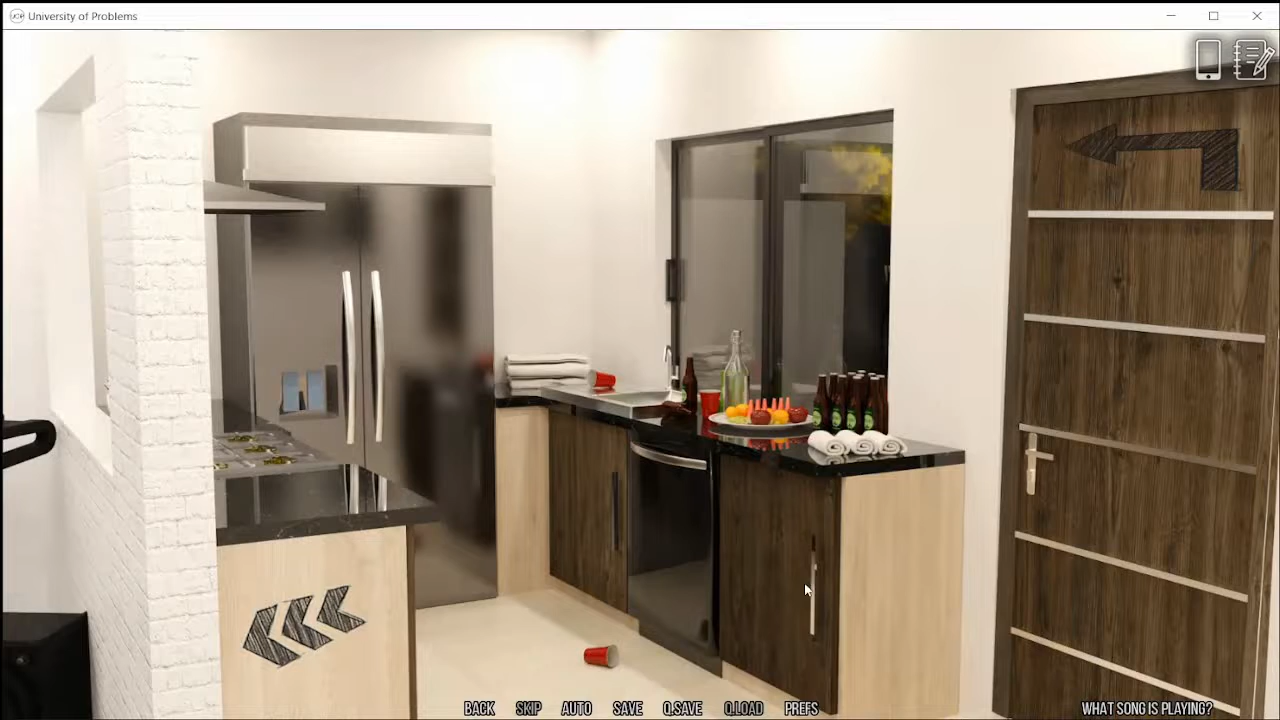 University of Problems
BACK SKIP AUTO SAVE Q.SAVE Q.LOAD PREFS
WHAT SONG IS PLAYING?